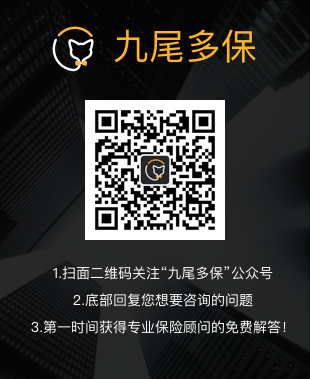 九尾多保
1.扫面二维码关注“九尾多保”公众号
2.底部回复您想要咨询的问题
3.第一时间获得专业保险顾问的免费解答！